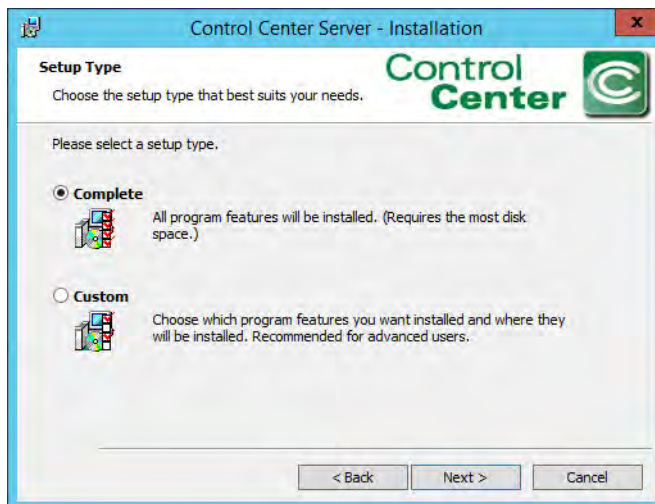 Control Center Server - Installation
x
Setup Type
Choose the setup type that best suits your needs.
Control
Center
Please select a setup type.
Complete
All program features will be installed. (Requires the most disk
space.)
Custom
Choose which program features you want installed and where they
will be installed. Recommended for advanced users.
< Back
Next >
Cancel